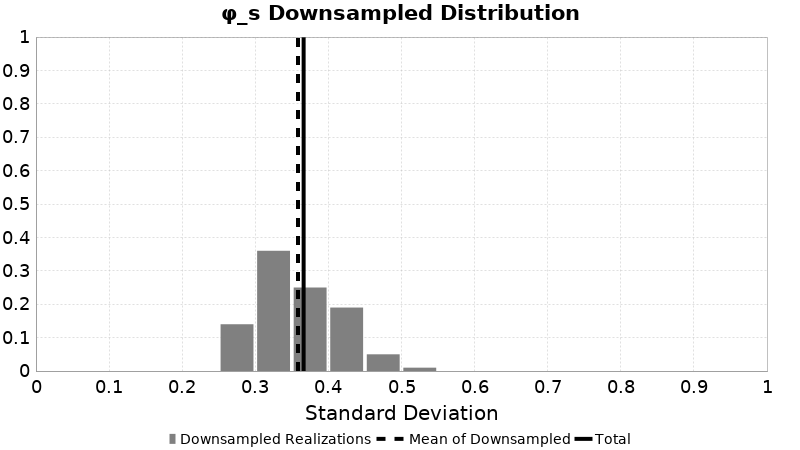 φ_s Downsampled Distribution
1
0.9
0.8
0.7
0.6
0.5
0.4
0.3
0.2
0.1
0
0 0.1 0.2 0.3 0.4 0.5 0.6 0.7 0.8 0.9 1
Standard Deviation
Downsampled Realizations Mean of Downsampled Total